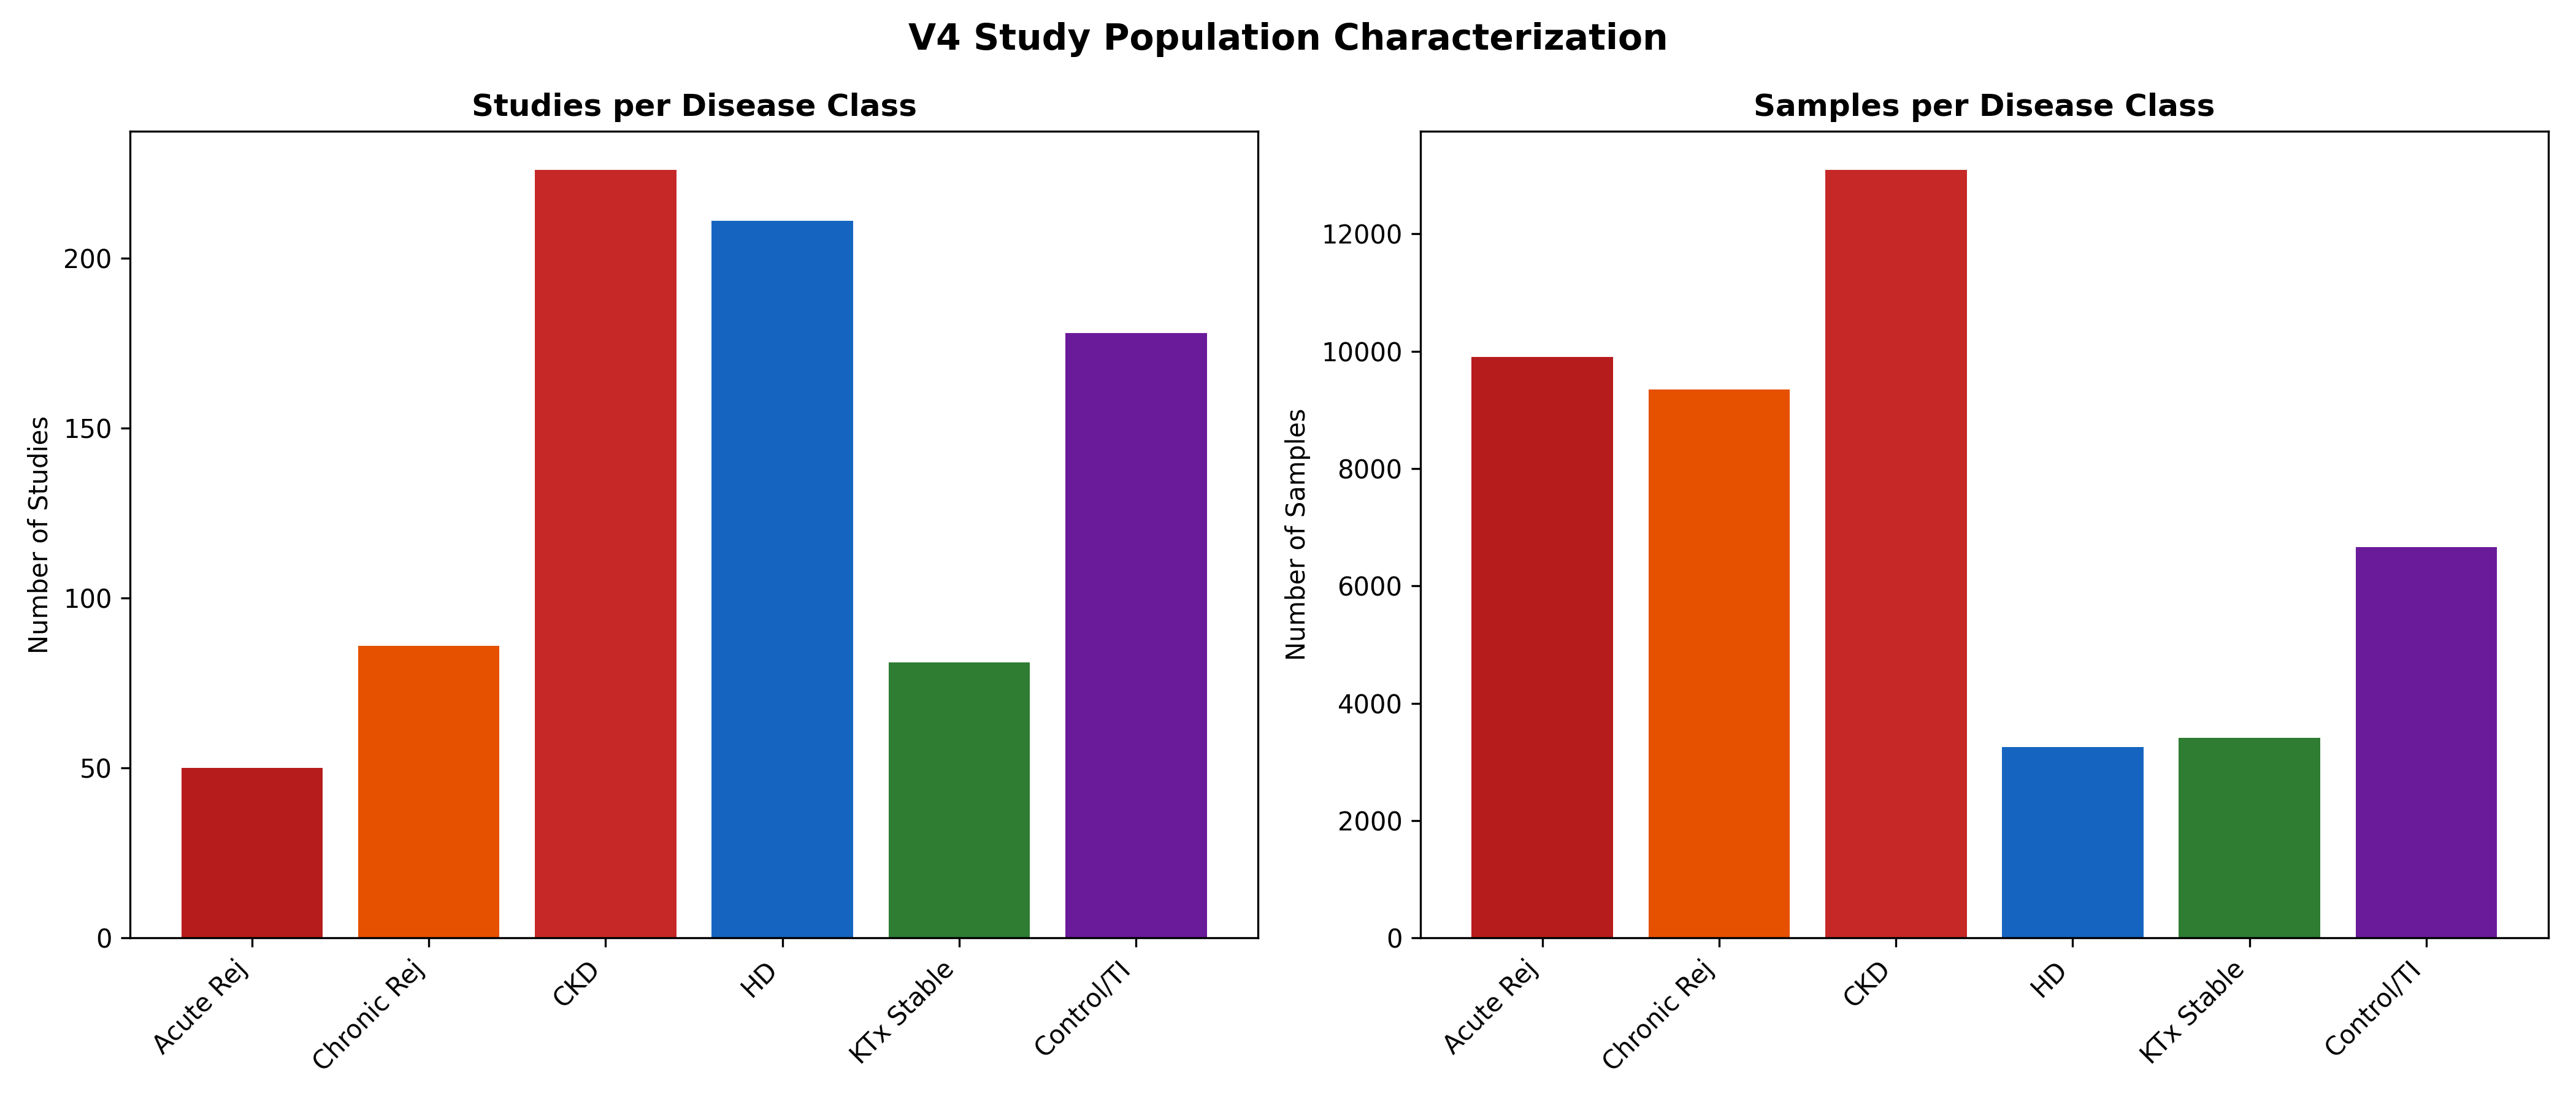 V4 Study Population Characterization
Studies per Disease Class
Number of Studies
200
150
100
50
0
Acute Rej
Chronic Rej
CKD
HD
KTx Stable
Control/TI
Samples per Disease Class
Number of Samples
12000
10000
8000
6000
4000
2000
0
Acute Rej
Chronic Rej
CKD
HD
KTx Stable
Control/TI